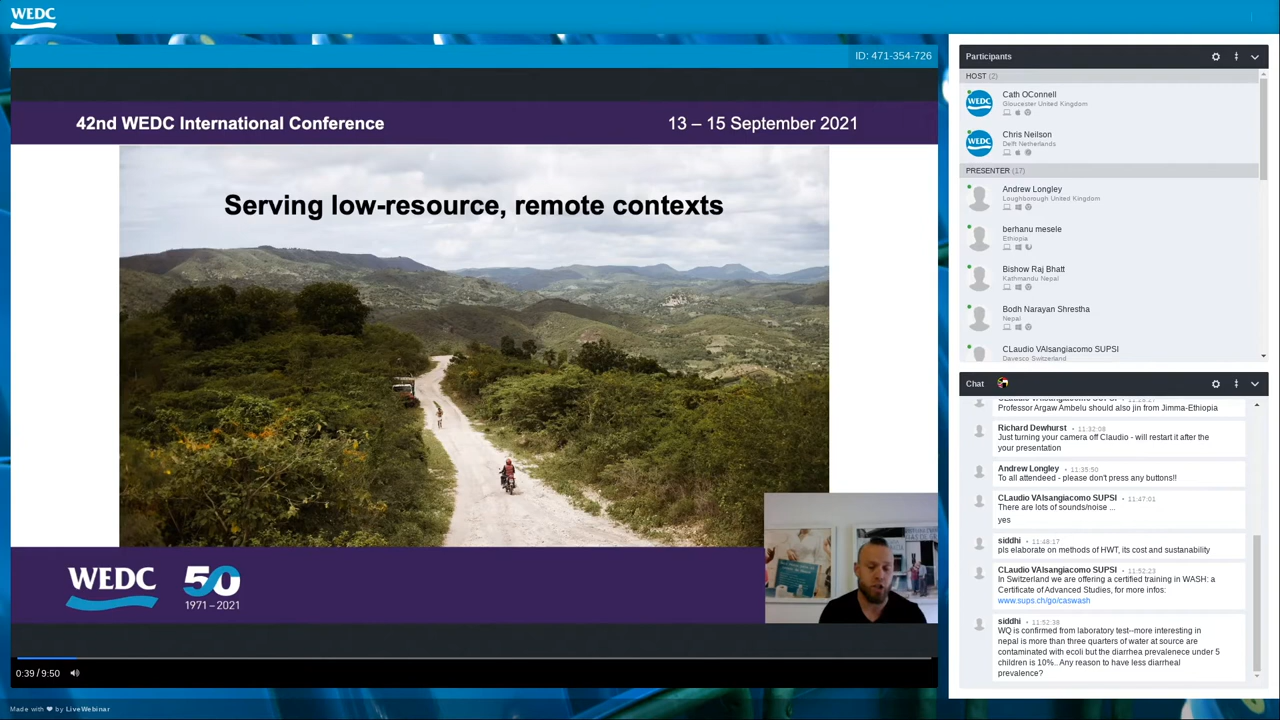 WEDC
ID: 471-354-726
42nd WEDC International Conference
13 – 15 September 2021
Serving low-resource, remote contexts
WEDC
50
1971 – 2021
0:39 / 9:50
Made with ❤ by LiveWebinar
Participants
HOST (2)
WEDC
Cath OConnell
Gloucester United Kingdom
WEDC
Chris Neilson
Delft Netherlands
PRESENTER (17)
Andrew Longley
Loughborough United Kingdom
berhanu mesele
Ethiopia
Bishow Raj Bhatt
Kathmandu Nepal
Bodh Narayan Shrestha
Nepal
CLaudio VAlsangiacomo SUPSI
Davesco Switzerland
Chat
CLaudio VAlsangiacomo SUPSI
Professor Argaw Ambelu should also jin from Jimma-Ethiopia
Richard Dewhurst • 11:32:08
Just turning your camera off Claudio - will restart it after the
your presentation
Andrew Longley • 11:35:50
To all attendeed - please don't press any buttons!!
CLaudio VAlsangiacomo SUPSI • 11:47:01
There are lots of sounds/noise ...
yes
siddhi • 11:48:17
pls elaborate on methods of HWT, its cost and sustanability
CLaudio VAlsangiacomo SUPSI • 11:52:23
In Switzerland we are offering a certified training in WASH: a
Certificate of Advanced Studies, for more infos:
www.sups.ch/go/caswash
siddhi • 11:52:38
WQ is confirmed from laboratory test--more interesting in
nepal is more than three quarters of water at source are
contaminated with ecoli but the diarrhea prevalenece under 5
children is 10%.. Any reason to have less diarrheal
prevalence?